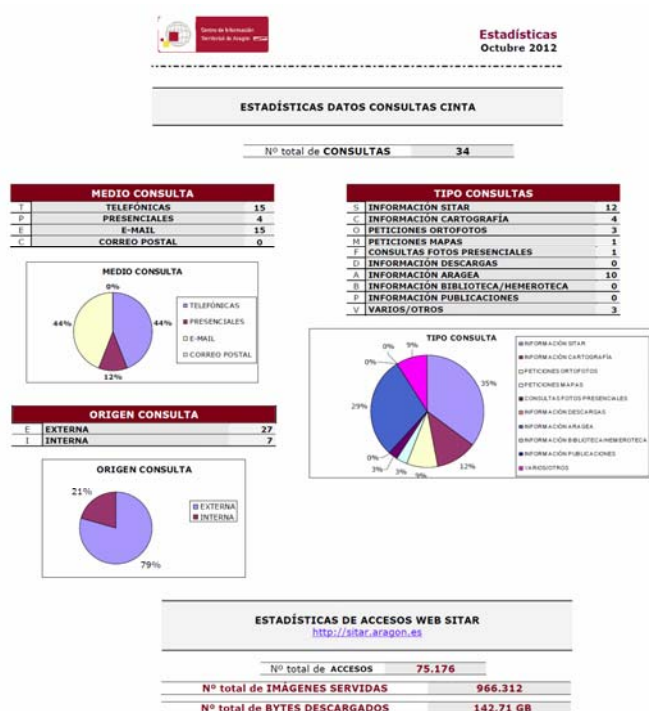 Centro de Información
Territorial de Aragón
Estadísticas
Octubre 2012
ESTADÍSTICAS DATOS CONSULTAS CINTA
Nº total de CONSULTAS 34
MEDIO CONSULTA
T TELEFÓNICAS 15
P PRESENCIALES 4
E E-MAIL 15
C CORREO POSTAL 0
MEDIO CONSULTA
0%
44%
44%
12%
TELEFÓNICAS
PRESENCIALES
E-MAIL
CORREO POSTAL
ORIGEN CONSULTA
E EXTERNA 27
I INTERNA 7
ORIGEN CONSULTA
21%
79%
EXTERNA
INTERNA
TIPO CONSULTAS
S INFORMACIÓN SITAR 12
C INFORMACIÓN CARTOGRAFÍA 4
O PETICIONES ORTOFOTOS 3
M PETICIONES MAPAS 1
F CONSULTAS FOTOS PRESENCIALES 1
D INFORMACIÓN DESCARGAS 0
A INFORMACIÓN ARAGEA 10
B INFORMACIÓN BIBLIOTECA/HEMEROTECA 0
P INFORMACIÓN PUBLICACIONES 0
V VARIOS/OTROS 3
TIPO CONSULTA
0%
9%
0%
35%
29%
0%
3%
3%
9%
12%
INFORMACIÓN SITAR
INFORMACIÓN CARTOGRAFÍA
PETICIONES ORTOFOTOS
PETICIONES MAPAS
CONSULTAS FOTOS PRESENCIALES
INFORMACIÓN DESCARGAS
INFORMACIÓN ARAGEA
INFORMACIÓN BIBLIOTECA/HEMEROTECA
INFORMACIÓN PUBLICACIONES
VARIOS/OTROS
ESTADÍSTICAS DE ACCESOS WEB SITAR
http://sitar.aragon.es
Nº total de ACCESOS 75.176
Nº total de IMÁGENES SERVIDAS 966.312
Nº total de BYTES DESCARGADOS 142,71 GB